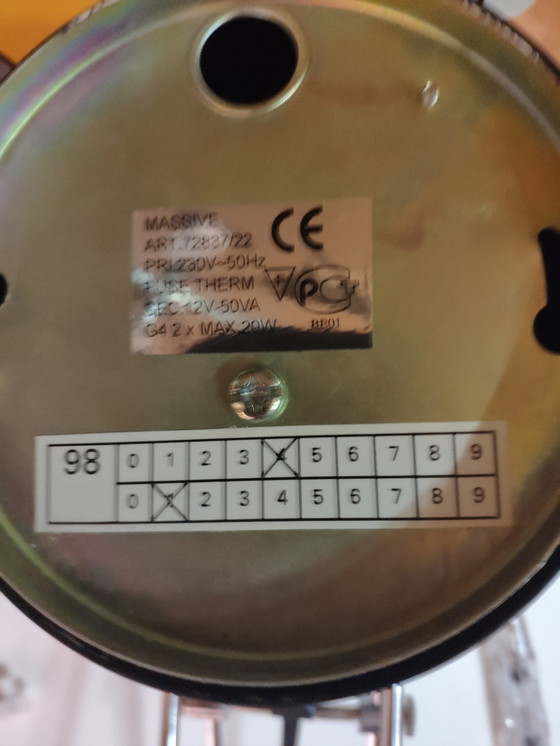 MASSIVE
ART.72837/22
PRI.230V~50Hz
FUSE THERM
SEC.12V-50VA
G4 2 x MAX.20W
CE
F
РСТ
BE01
98 0 1 2 3 4 5 6 7 8 9
0 1 2 3 4 5 6 7 8 9